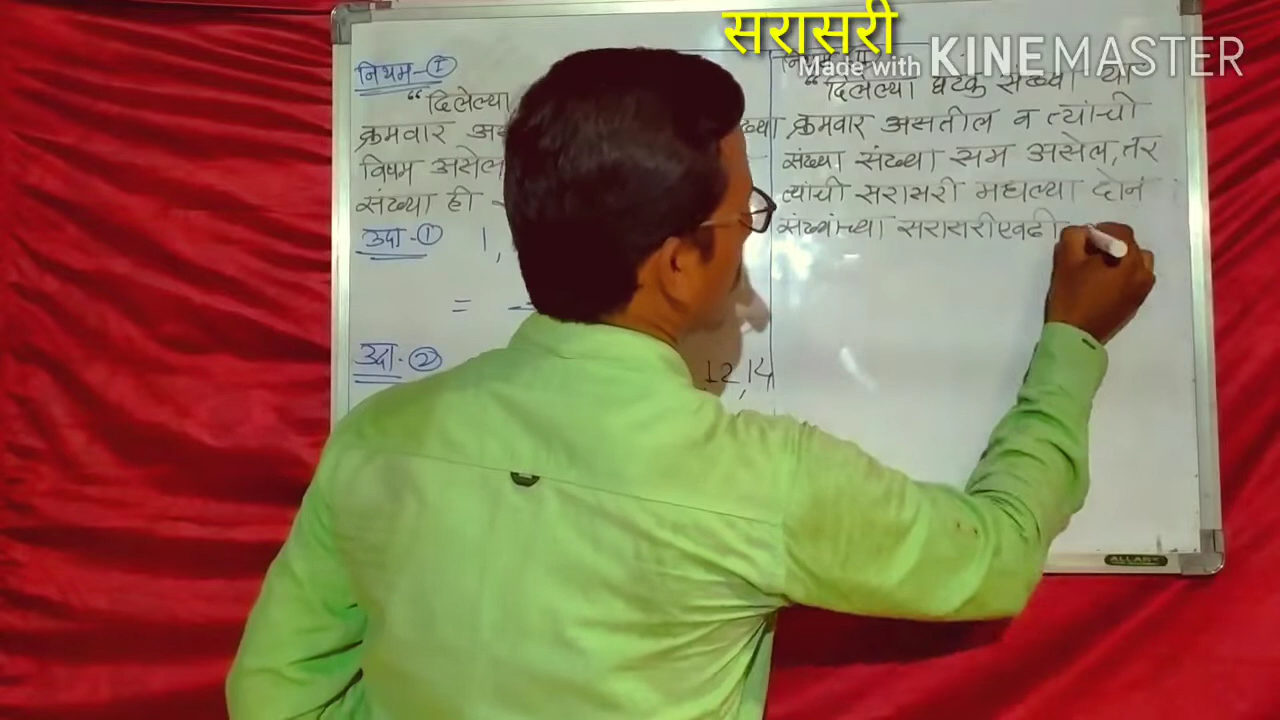 सरासरी
Made with KINEMASTER
नियम-I
"दिलेल्या
क्रमवार
विषम असेल
संख्या ही
उदा-①
1,
=
उदा-②
12, 14
"दिलेल्या घटक संख्या या
क्रमवार असतील व त्यांची
संख्या संख्या सम असेल, तर
त्यांची सरासरी मधल्या दोन
संख्यांच्या सरासरीएवढी
ALLADIN